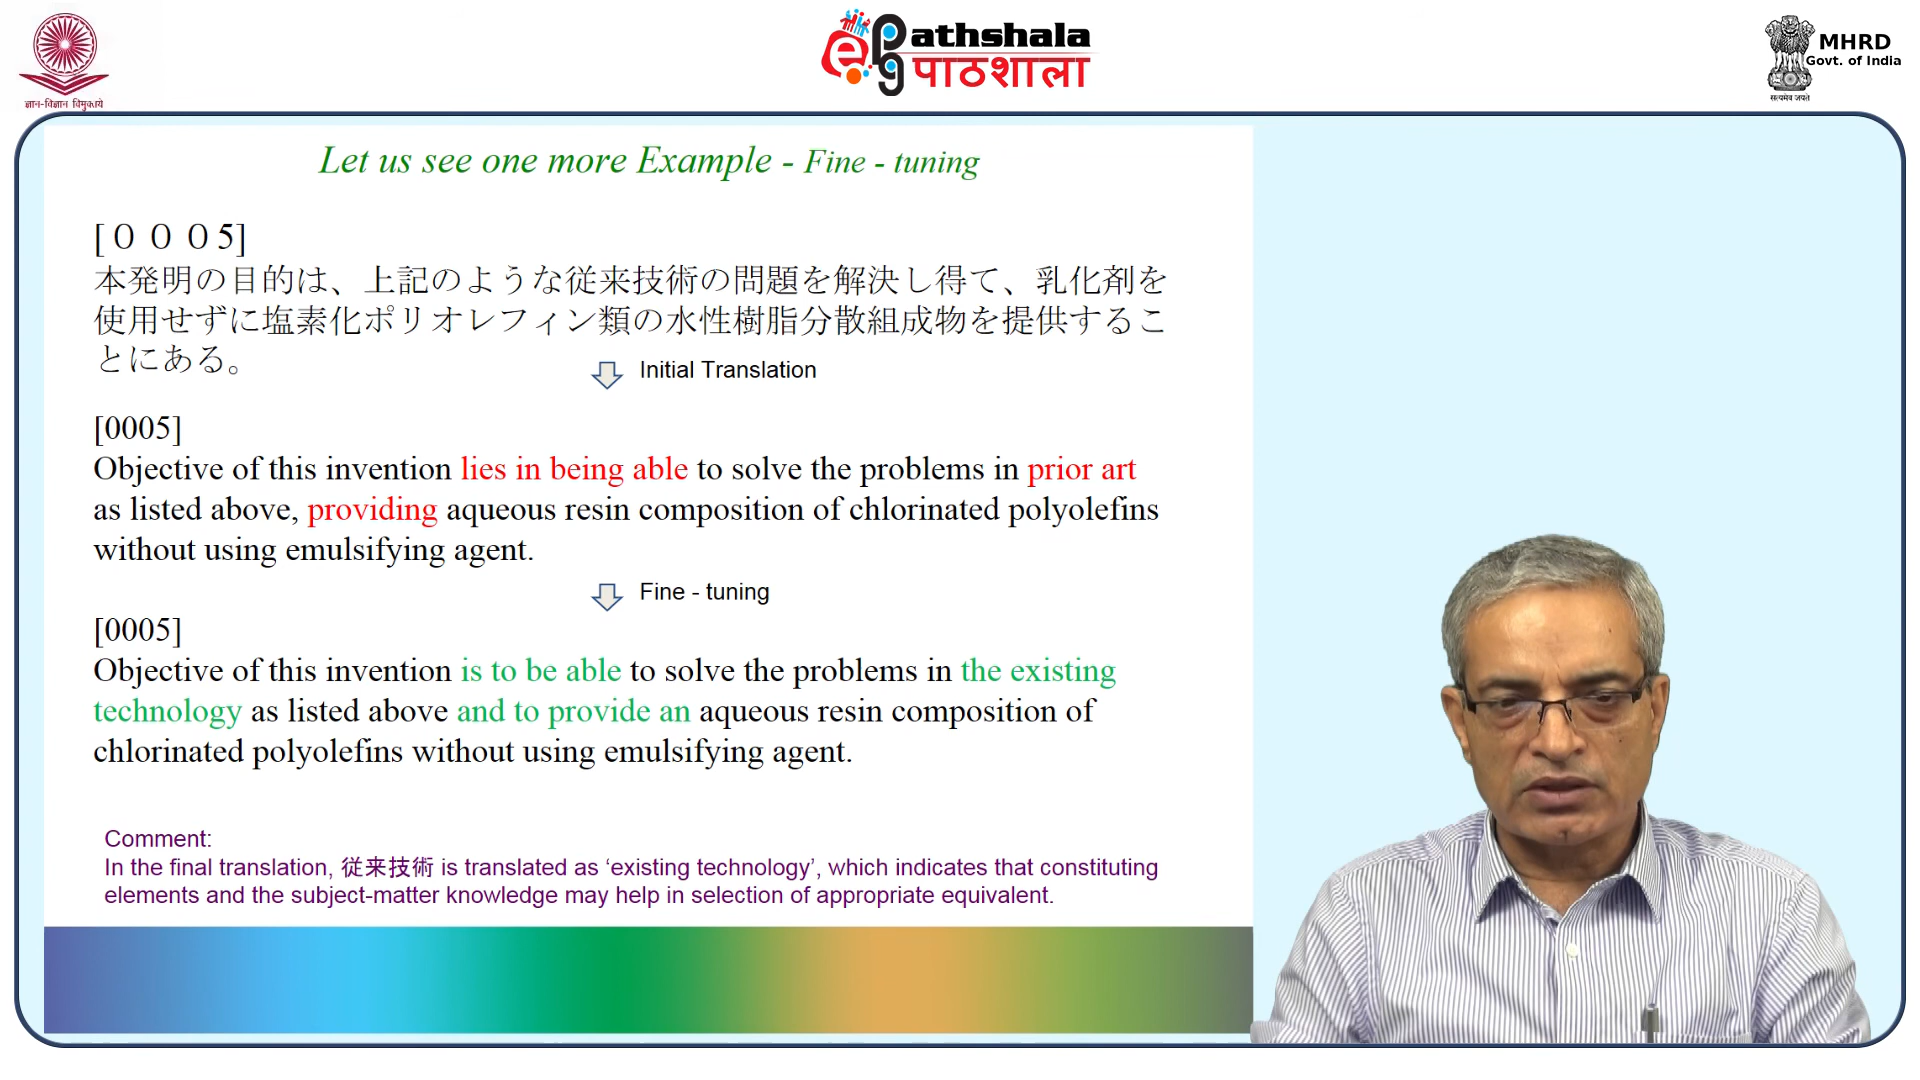 ज्ञान-विज्ञान विमुक्तये
ePathshala
पाठशाला
MHRD
Govt. of India
सत्यमेव जयते
Let us see one more Example - Fine - tuning
[０００5]
本発明の目的は、上記のような従来技術の問題を解決し得て、乳化剤を
使用せずに塩素化ポリオレフィン類の水性樹脂分散組成物を提供するこ
とにある。
Initial Translation
[0005]
Objective of this invention lies in being able to solve the problems in prior art
as listed above, providing aqueous resin composition of chlorinated polyolefins
without using emulsifying agent.
Fine - tuning
[0005]
Objective of this invention is to be able to solve the problems in the existing
technology as listed above and to provide an aqueous resin composition of
chlorinated polyolefins without using emulsifying agent.
Comment:
In the final translation, 従来技術 is translated as ‘existing technology’, which indicates that constituting
elements and the subject-matter knowledge may help in selection of appropriate equivalent.